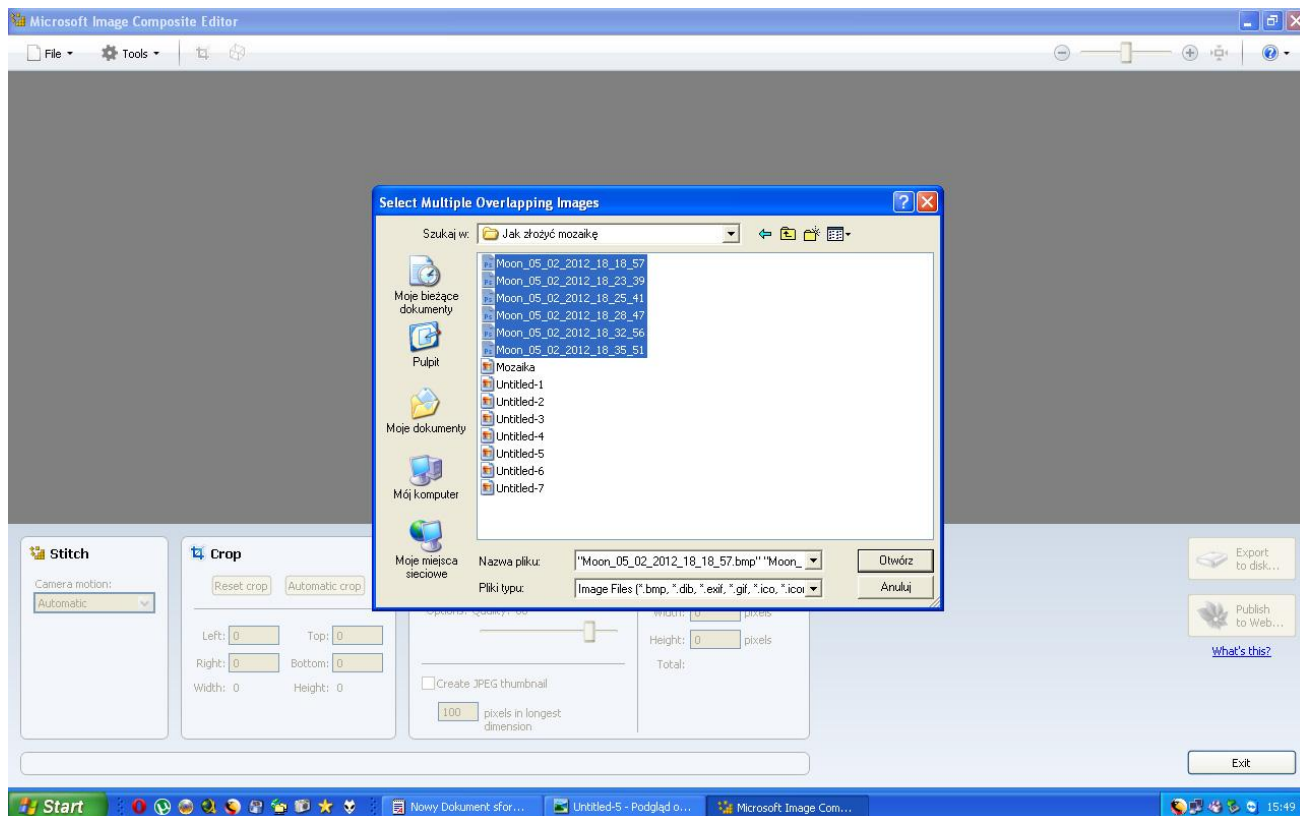 Microsoft Image Composite Editor
File
Tools
Select Multiple Overlapping Images
Szukaj w:
Jak złożyć mozaikę
Moje bieżące
dokumenty
Pulpit
Moje dokumenty
Mój komputer
Moje miejsca
sieciowe
Moon_05_02_2012_18_18_57
Moon_05_02_2012_18_23_39
Moon_05_02_2012_18_25_41
Moon_05_02_2012_18_28_47
Moon_05_02_2012_18_32_56
Moon_05_02_2012_18_35_51
Mozaika
Untitled-1
Untitled-2
Untitled-3
Untitled-4
Untitled-5
Untitled-6
Untitled-7
Nazwa pliku:
"Moon_05_02_2012_18_18_57.bmp" "Moon_
Otwórz
Pliki typu:
Image Files (*.bmp, *.dib, *.exif, *.gif, *.ico, *.icon
Anuluj
Stitch
Camera motion:
Automatic
Crop
Reset crop
Automatic crop
Left: 0
Top: 0
Right: 0
Bottom: 0
Width: 0
Height: 0
Create JPEG thumbnail
100
pixels in longest
dimension
Width: 0 pixels
Height: 0 pixels
Total:
Export
to disk...
Publish
to Web...
What's this?
Exit
Start
Nowy Dokument sfor...
Untitled-5 - Podgląd o...
Microsoft Image Com...
15:49